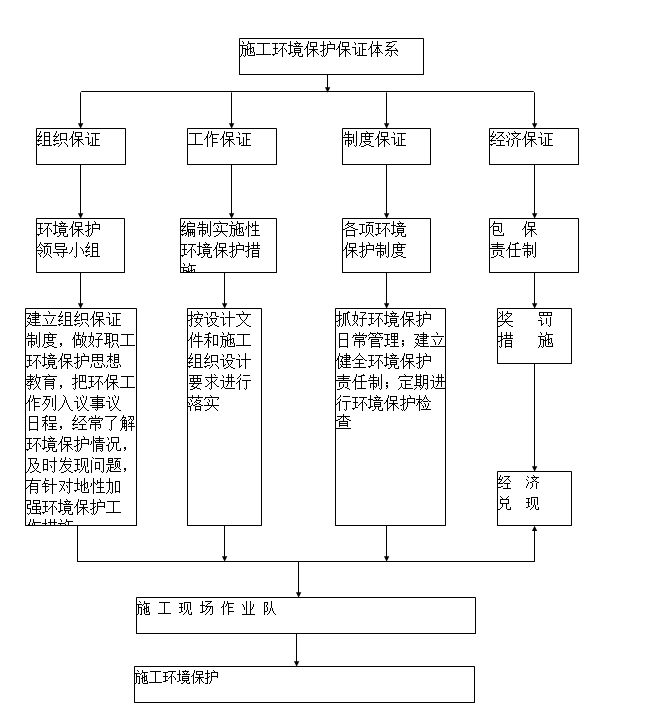 施工环境保护保证体系
组织保证
工作保证
制度保证
经济保证
环境保护
领导小组
编制实施性
环境保护措
施
各项环境
保护制度
包 保
责任制
建立组织保证
制度，做好职工
环境保护思想
教育，把环保工
作列入议事议
日程，经常了解
环境保护情况，
及时发现问题，
有针对地性加
强环境保护工
作措施
按设计文
件和施工
组织设计
要求进行
落实
抓好环境保护
日常管理；建立
健全环境保护
责任制；定期进
行环境保护检
查
奖 罚
措 施
经 济
兑 现
施 工 现 场 作 业 队
施工环境保护